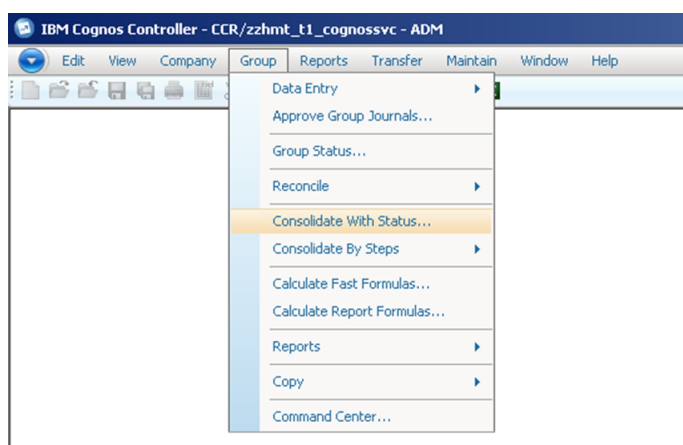 IBM Cognos Controller - CCR/zzhmt_t1_cognossvc - ADM
Edit View Company Group Reports Transfer Maintain Window Help
Data Entry
Approve Group Journals...
Group Status...
Reconcile
Consolidate With Status...
Consolidate By Steps
Calculate Fast Formulas...
Calculate Report Formulas...
Reports
Copy
Command Center...